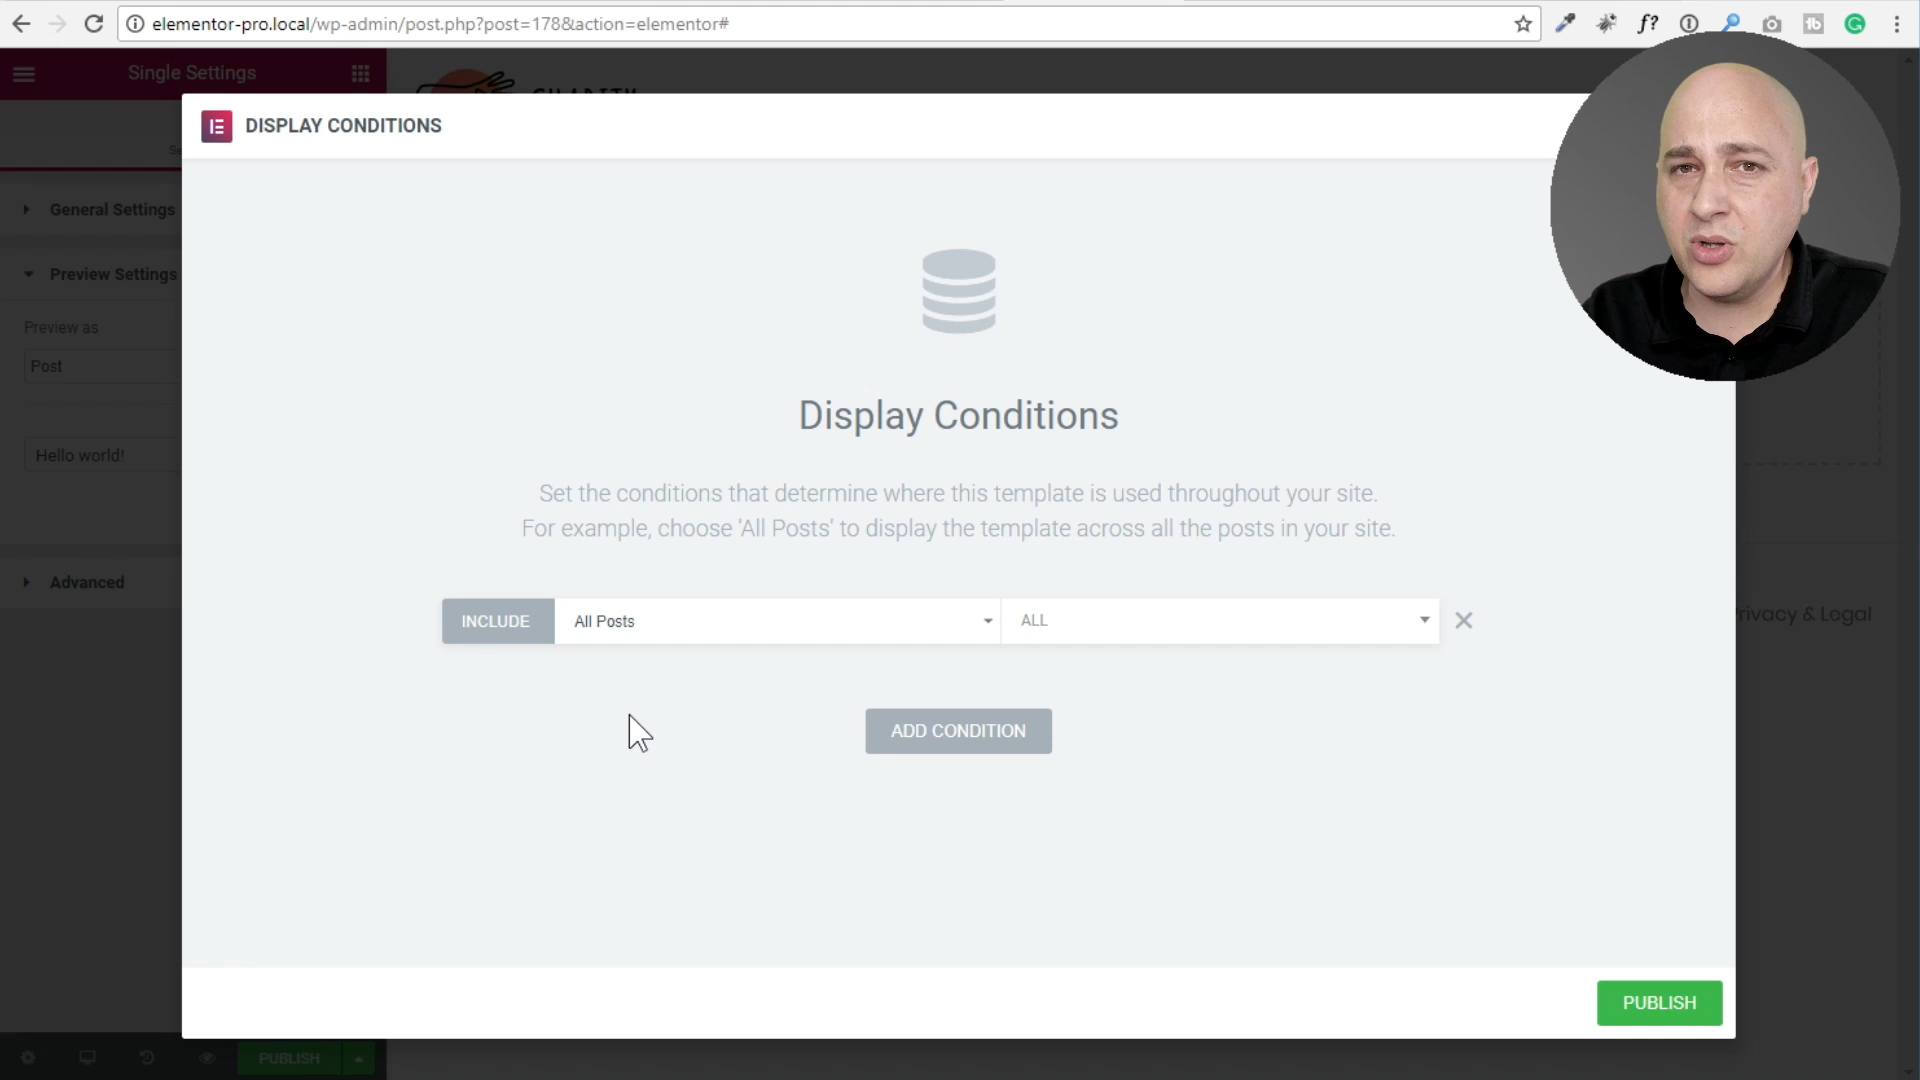 elementor-pro.local/wp-admin/post.php?post=178&action=elementor#
f?
Single Settings
DISPLAY CONDITIONS
General Settings
Preview Settings
Preview as
Post
Hello world!
Advanced
Display Conditions
Set the conditions that determine where this template is used throughout your site.
For example, choose 'All Posts' to display the template across all the posts in your site.
INCLUDE
All Posts
ALL
Privacy & Legal
ADD CONDITION
PUBLISH
PUBLISH